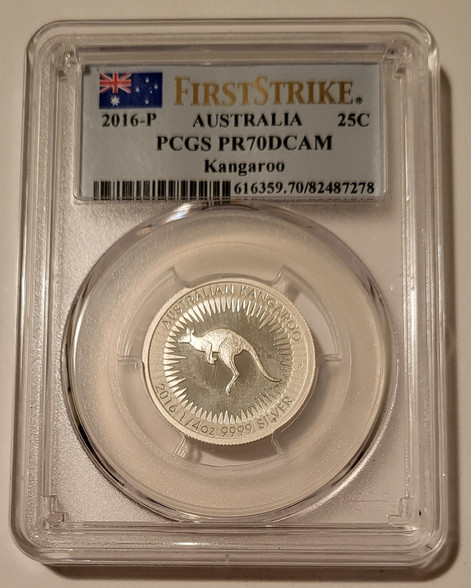 FIRSTSTRIKE®
2016-P AUSTRALIA 25C
PCGS PR70DCAM
Kangaroo
616359.70/82487278
AUSTRALIAN KANGAROO
2016 1/4oz 9999 SILVER